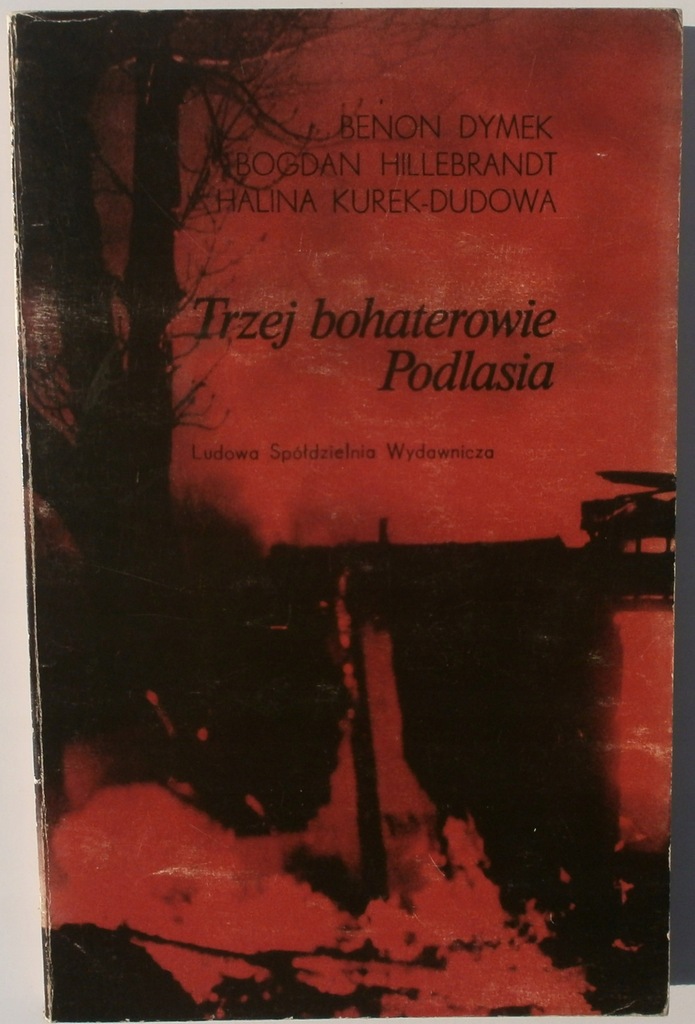 BENON DYMEK
BOGDAN HILLEBRANDT
HALINA KUREK-DUDOWA
Trzej bohaterowie
Podlasia
Ludowa Spółdzielnia Wydawnicza